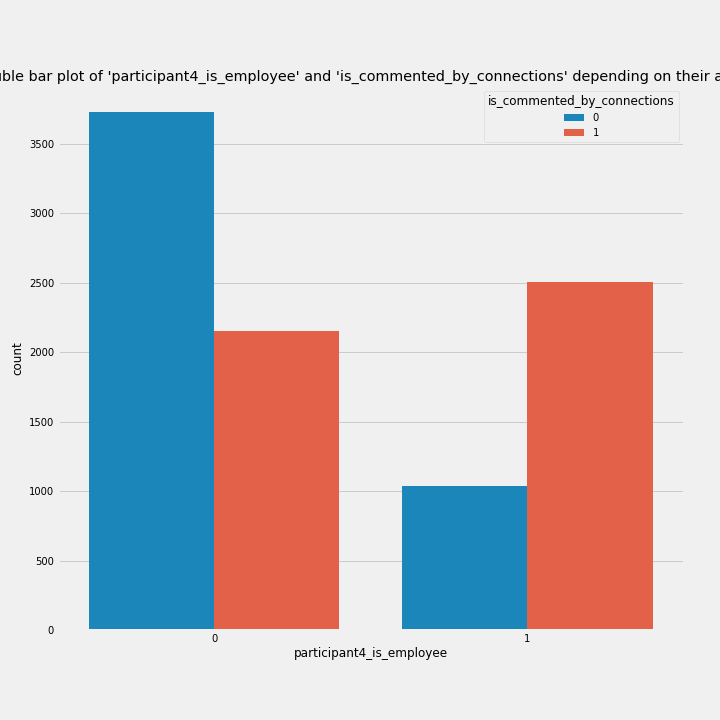 ble bar plot of 'participant4_is_employee' and 'is_commented_by_connections' depending on their a
is_commented_by_connections
0
1
3500
3000
2500
2000
1500
1000
500
0
count
0 1
participant4_is_employee